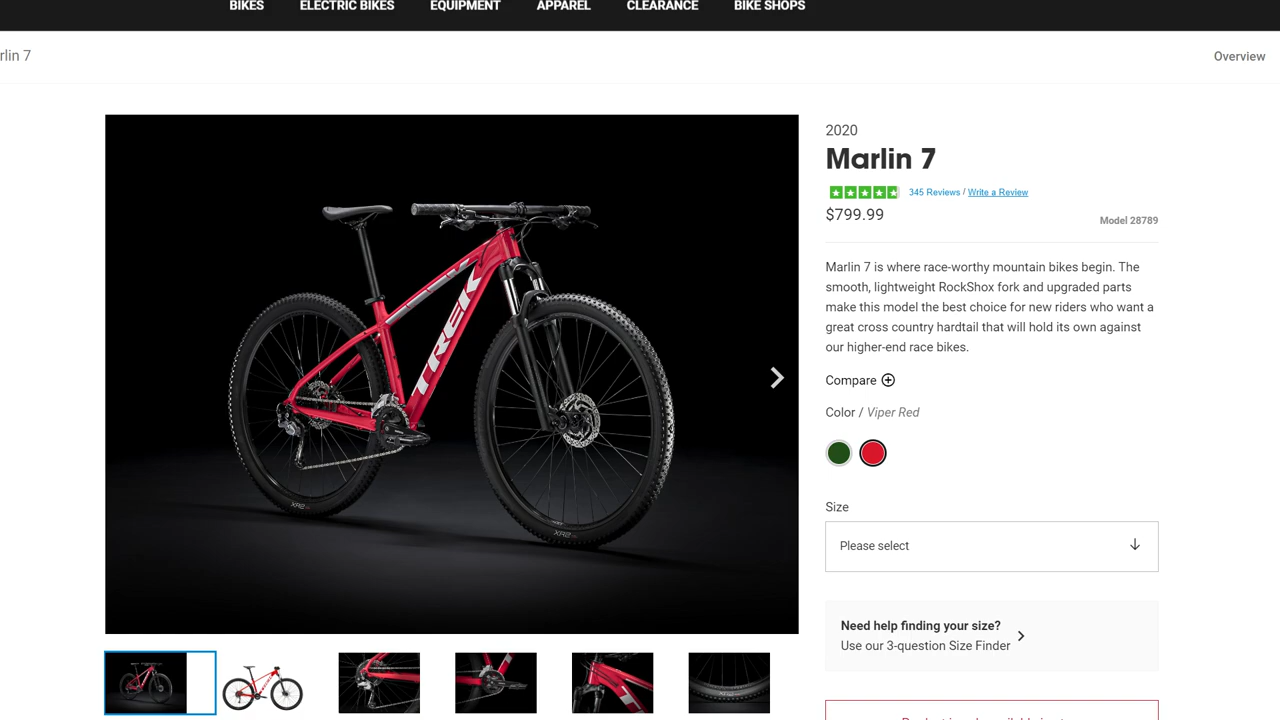 BIKES ELECTRIC BIKES EQUIPMENT APPAREL CLEARANCE BIKE SHOPS
rlin 7
Overview
TREK
XR2
XR2
2020
Marlin 7
345 Reviews / Write a Review
$799.99
Model 28789
Marlin 7 is where race-worthy mountain bikes begin. The
smooth, lightweight RockShox fork and upgraded parts
make this model the best choice for new riders who want a
great cross country hardtail that will hold its own against
our higher-end race bikes.
Compare
Color / Viper Red
Size
Please select
Need help finding your size?
Use our 3-question Size Finder